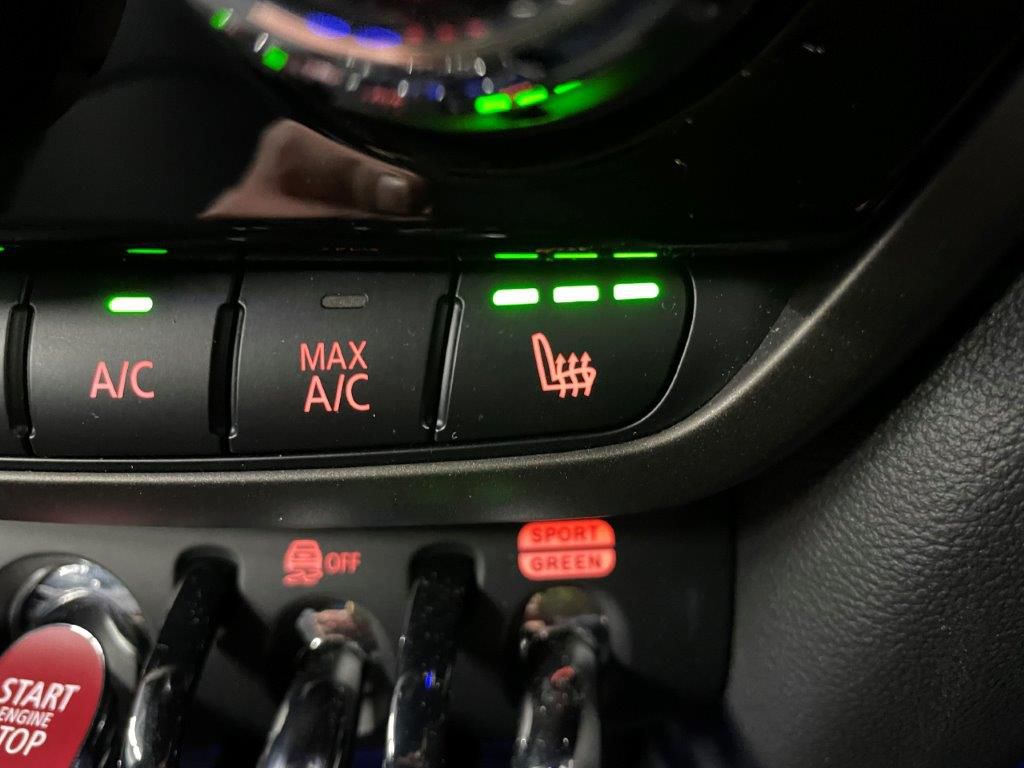 A/C
MAX
A/C
OFF
SPORT
GREEN
START
ENGINE
TOP